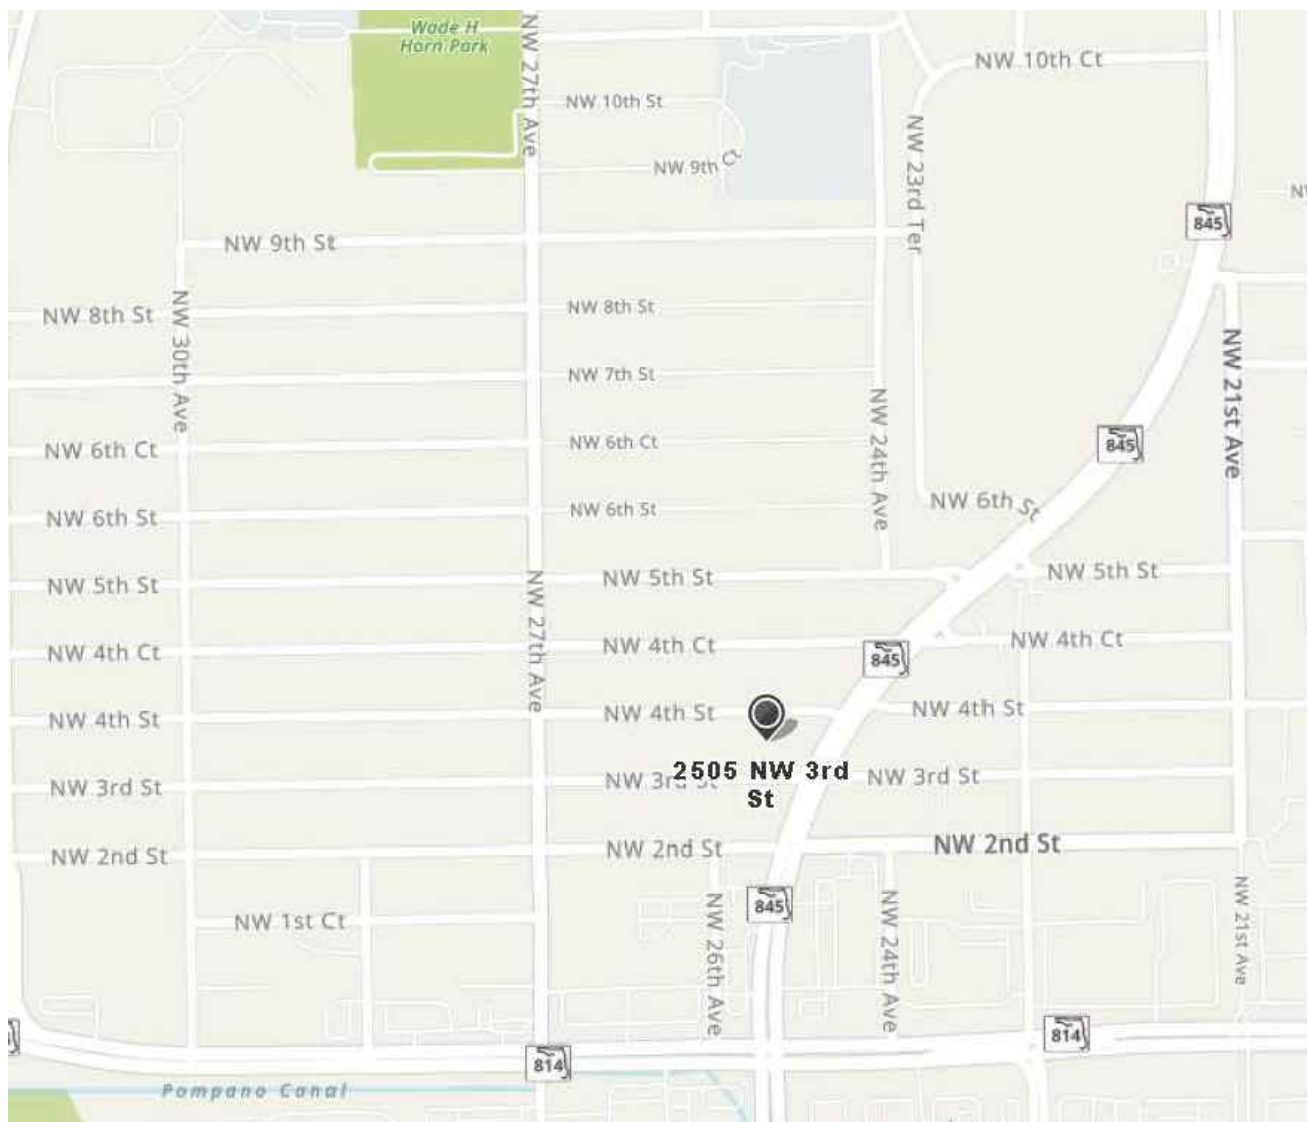 Wade H
Horn Park
NW 27th Ave
NW 10th Ct
NW 10th St
NW 23rd Ter
NW 9th Ct
845
NW 9th St
NW 8th St
NW 30th Ave
NW 8th St
NW 21st Ave
NW 7th St
NW 24th Ave
NW 6th Ct
NW 6th Ct
845
NW 6th St
NW 6th St
NW 6th St
NW 5th St
NW 27th Ave
NW 5th St
NW 5th St
NW 4th Ct
NW 4th Ct
845
NW 4th Ct
NW 4th St
NW 4th St
NW 4th St
NW 3rd St
NW 3rd St
2505 NW 3rd
St
NW 3rd St
NW 2nd St
NW 2nd St
NW 2nd St
NW 1st Ct
NW 26th Ave
845
NW 24th Ave
NW 21st Ave
814
814
Pompano Canal